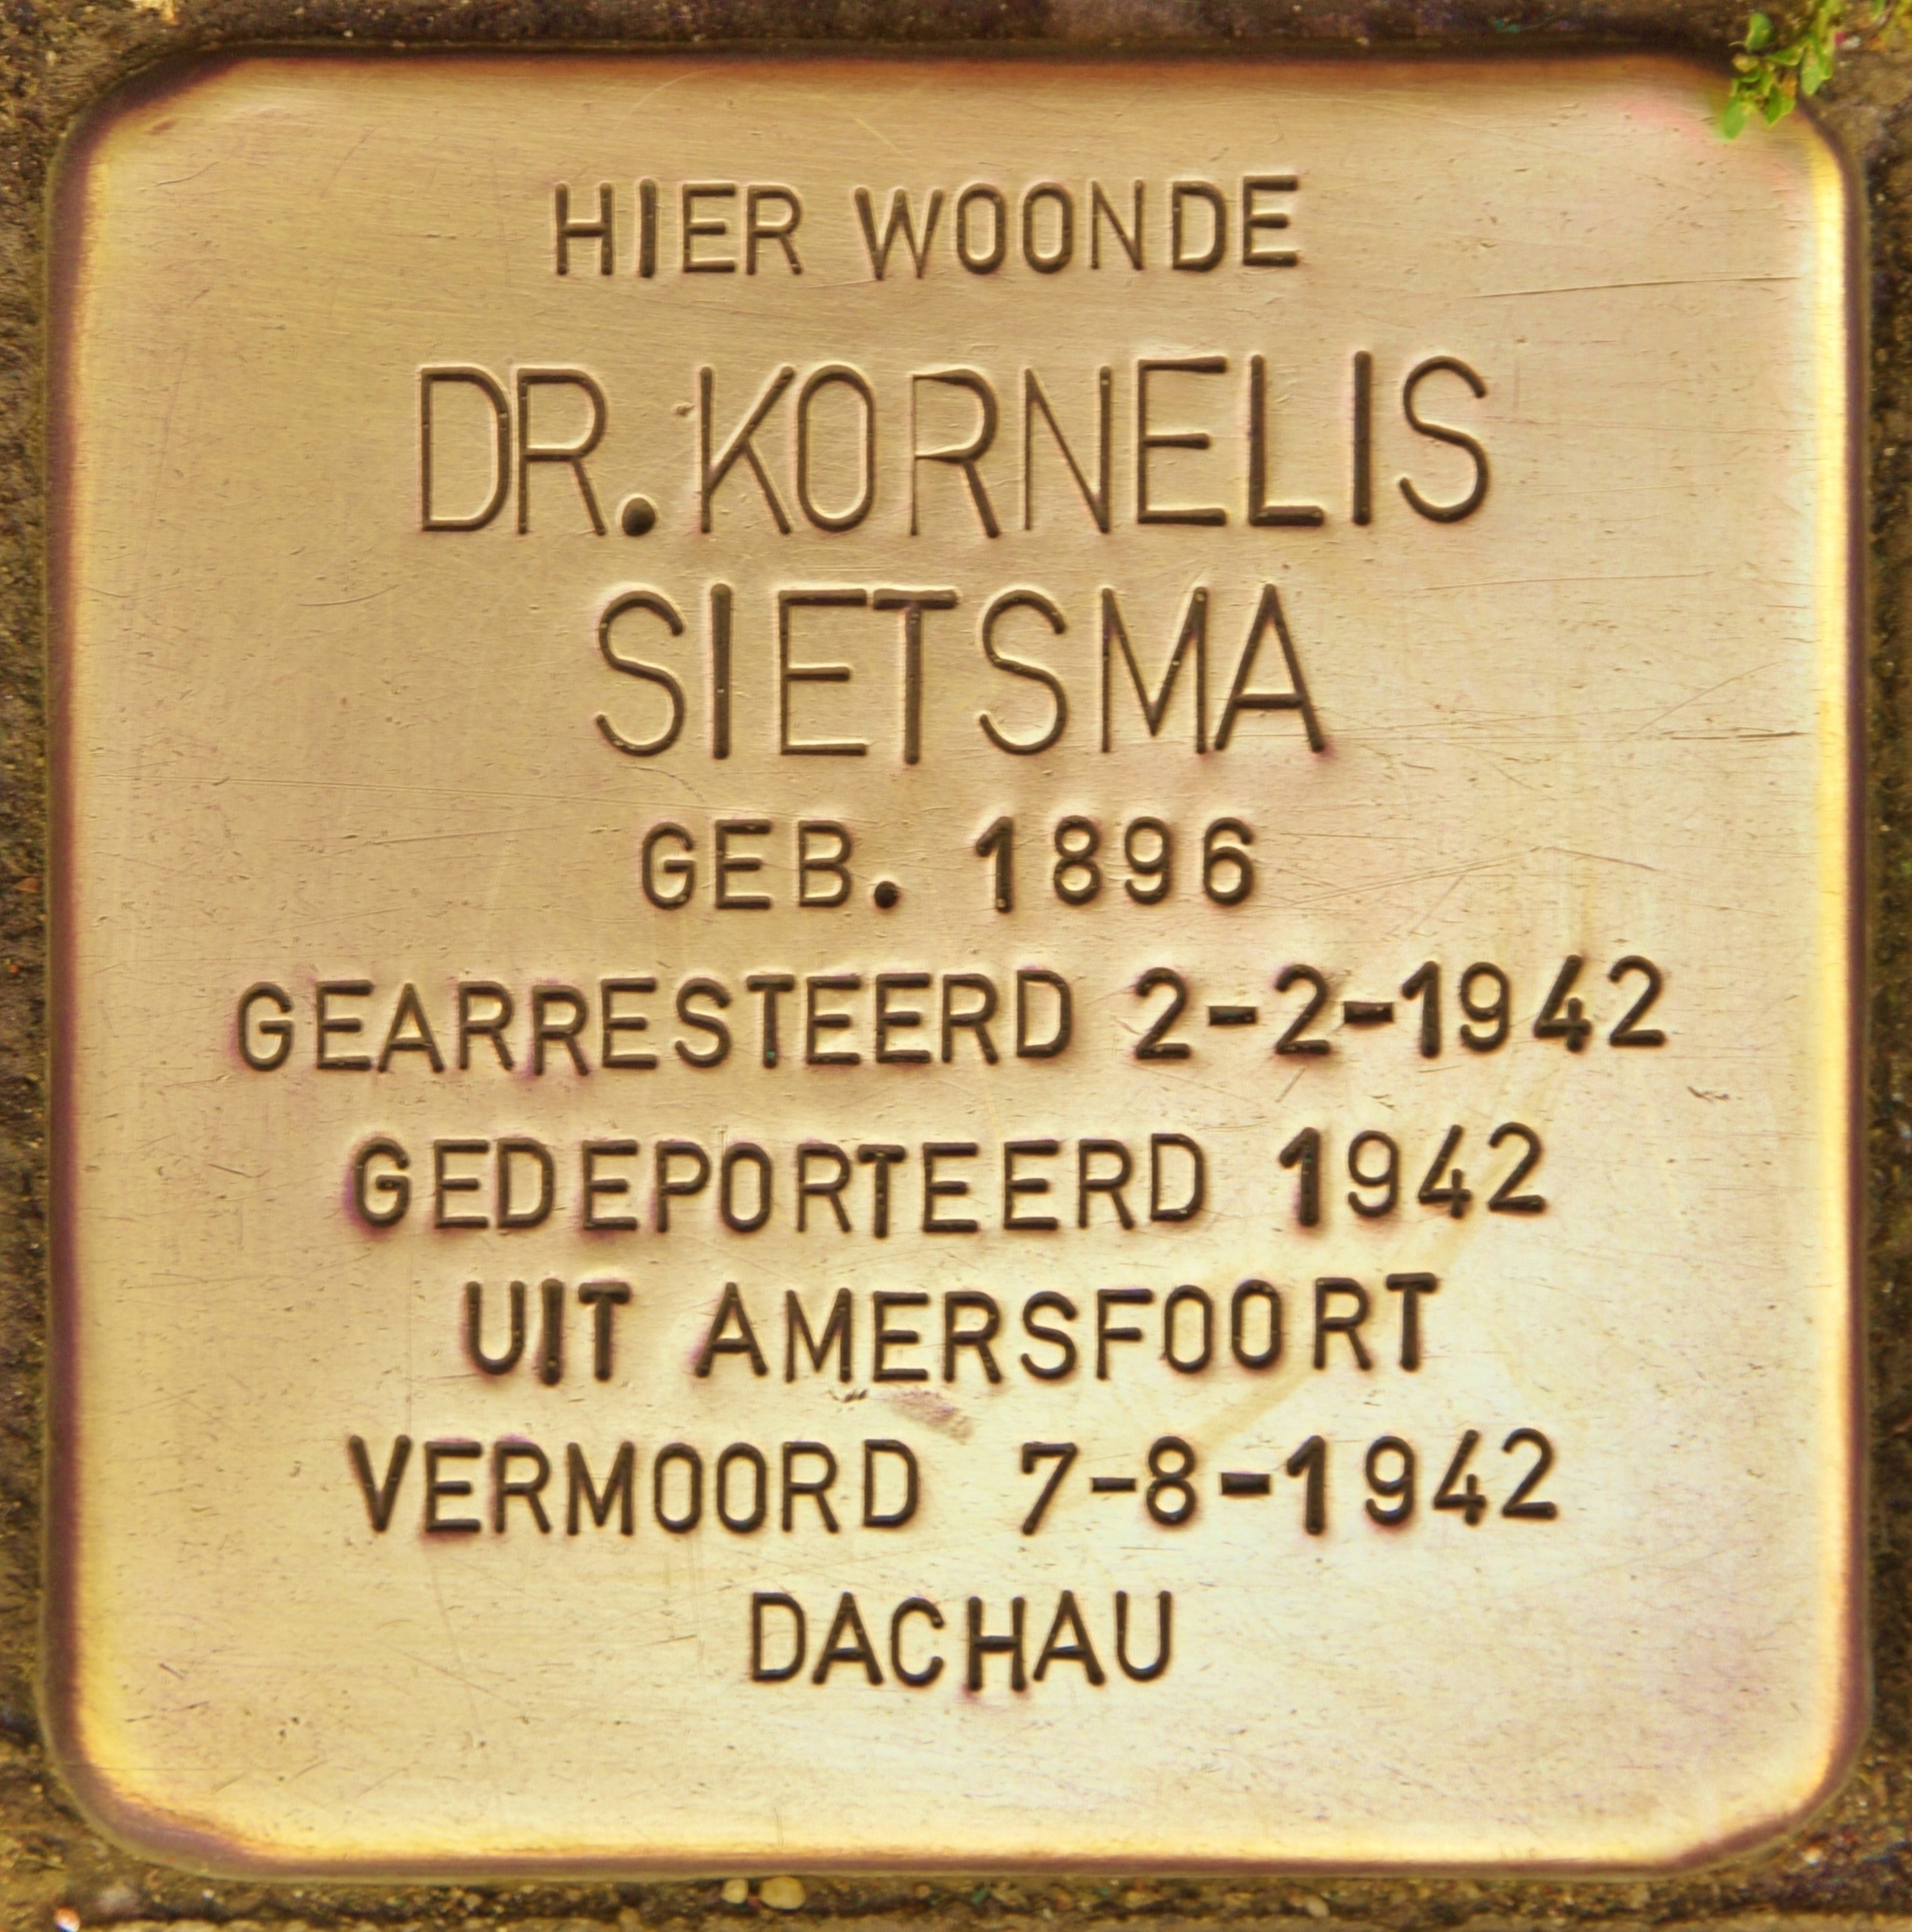 HIER WOONDE
DR. KORNELIS
SIETSMA
GEB. 1896
GEARRESTEERD 2-2-1942
GEDEPORTEERD 1942
UIT AMERSFOORT
VERMOORD 7-8-1942
DACHAU